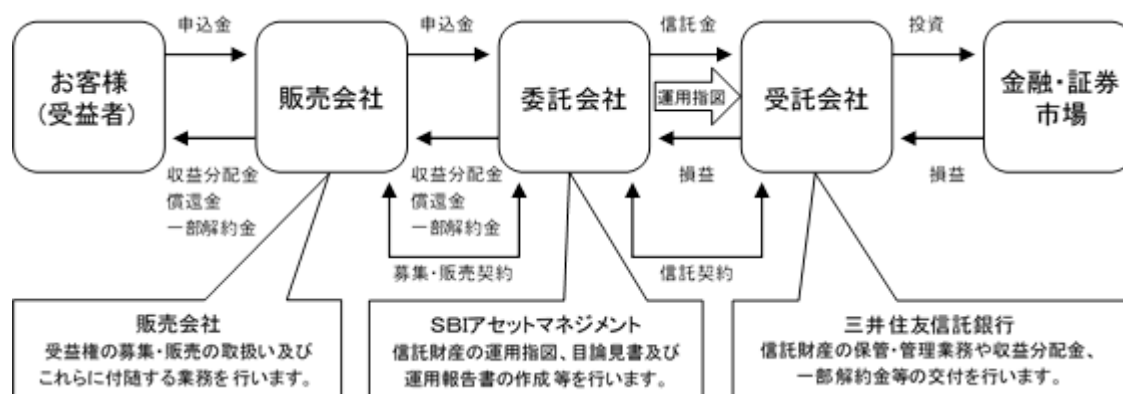 申込金
申込金
信託金
投資
お客様
(受益者)
販売会社
委託会社
運用指図
受託会社
金融・証券
市場
収益分配金
償還金
一部解約金
収益分配金
償還金
一部解約金
損益
損益
募集・販売契約
信託契約
販売会社
受益権の募集・販売の取扱い及び
これらに付随する業務を行います。
SBIアセットマネジメント
信託財産の運用指図、目論見書及び
運用報告書の作成等を行います。
三井住友信託銀行
信託財産の保管・管理業務や収益分配金、
一部解約金等の交付を行います。